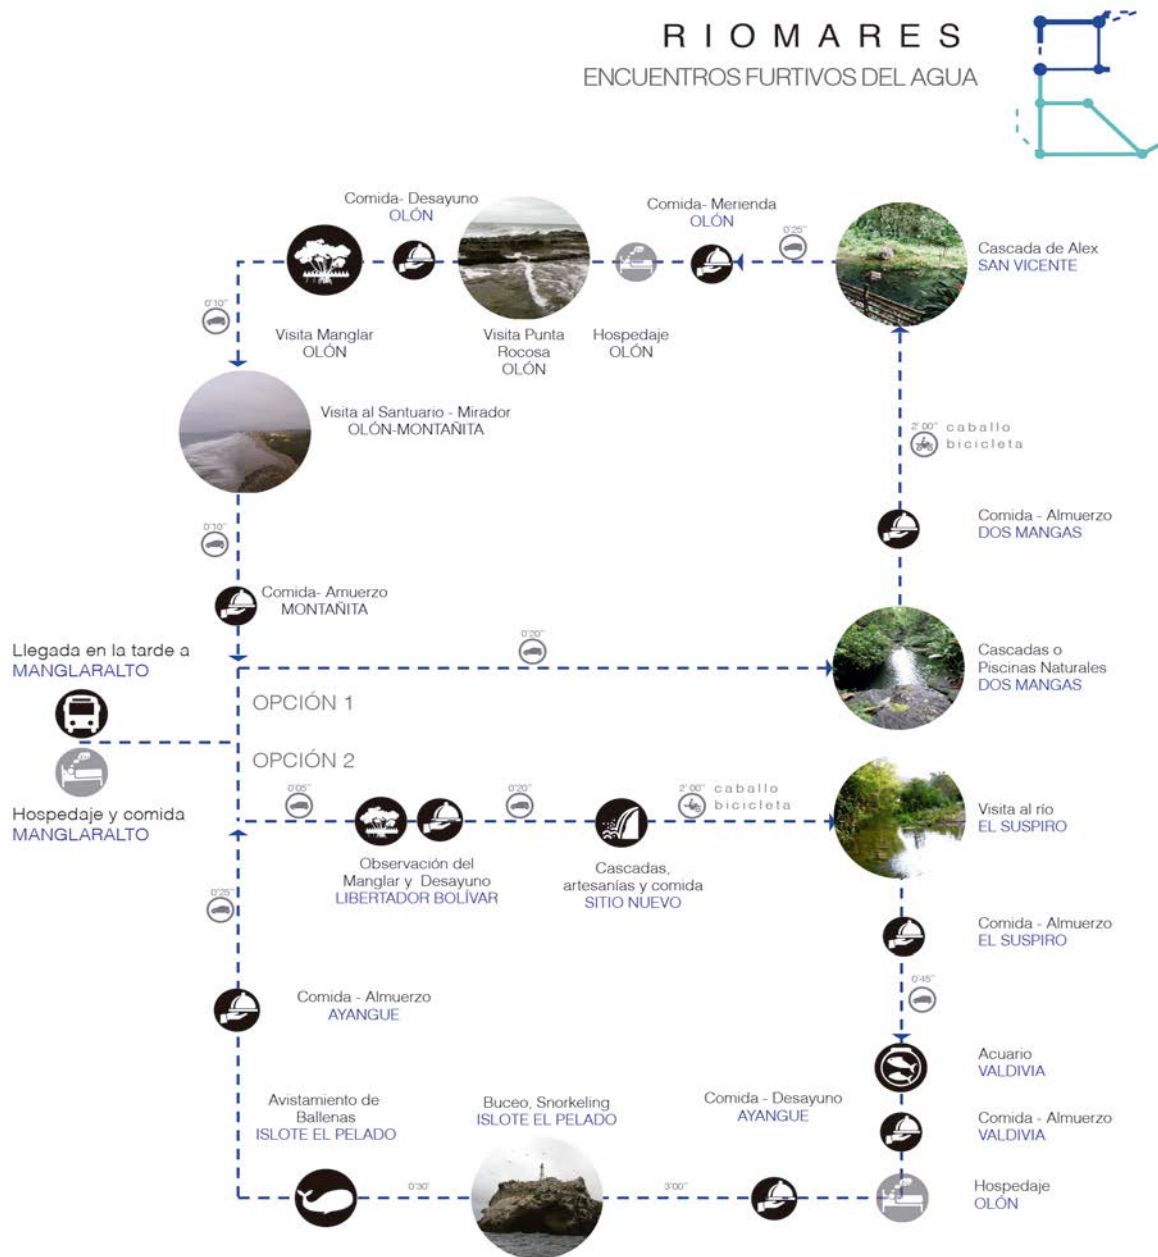 RIOMARES
ENCUENTROS FURTIVOS DEL AGUA
Comida- Desayuno
OLÓN
Comida- Merienda
OLÓN
0'25''
Cascada de Alex
SAN VICENTE
0'10''
Visita Manglar
OLÓN
Visita Punta
Rocosa
OLÓN
Hospedaje
OLÓN
Visita al Santuario - Mirador
OLÓN-MONTAÑITA
2'00'' caballo
bicicleta
0'10''
Comida - Almuerzo
DOS MANGAS
Comida- Amuerzo
MONTAÑITA
Llegada en la tarde a
MANGLARALTO
0'20''
Cascadas o
Piscinas Naturales
DOS MANGAS
OPCIÓN 1
OPCIÓN 2
Hospedaje y comida
MANGLARALTO
0'05''
0'20''
2'00'' caballo
bicicleta
Visita al río
EL SUSPIRO
Observación del
Manglar y Desayuno
LIBERTADOR BOLÍVAR
Cascadas,
artesanías y comida
SITIO NUEVO
0'25''
Comida - Almuerzo
EL SUSPIRO
0'45''
Comida - Almuerzo
AYANGUE
Acuario
VALDIVIA
Avistamiento de
Ballenas
ISLOTE EL PELADO
Buceo, Snorkeling
ISLOTE EL PELADO
Comida - Desayuno
AYANGUE
Comida - Almuerzo
VALDIVIA
0'30'
3'00''
Hospedaje
OLÓN